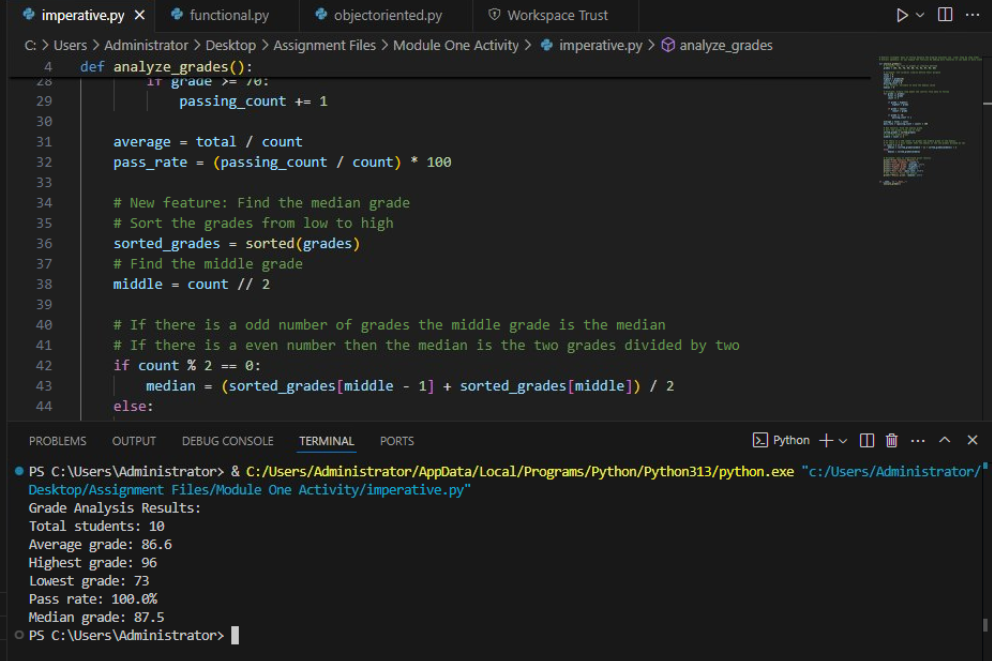 imperative.py
functional.py
objectoriented.py
Workspace Trust
C: > Users > Administrator > Desktop > Assignment Files > Module One Activity > imperative.py > analyze_grades
4 def analyze_grades():
28 if grade >= 70:
29 passing_count += 1
30
31 average = total / count
32 pass_rate = (passing_count / count) * 100
33
34 # New feature: Find the median grade
35 # Sort the grades from low to high
36 sorted_grades = sorted(grades)
37 # Find the middle grade
38 middle = count // 2
39
40 # If there is a odd number of grades the middle grade is the median
41 # If there is a even number then the median is the two grades divided by two
42 if count % 2 == 0:
43 median = (sorted_grades[middle - 1] + sorted_grades[middle]) / 2
44 else:
PROBLEMS OUTPUT DEBUG CONSOLE TERMINAL PORTS Python
PS C:\Users\Administrator> & C:/Users/Administrator/AppData/Local/Programs/Python/Python313/python.exe "c:/Users/Administrator/
Desktop/Assignment Files/Module One Activity/imperative.py"
Grade Analysis Results:
Total students: 10
Average grade: 86.6
Highest grade: 96
Lowest grade: 73
Pass rate: 100.0%
Median grade: 87.5
PS C:\Users\Administrator>